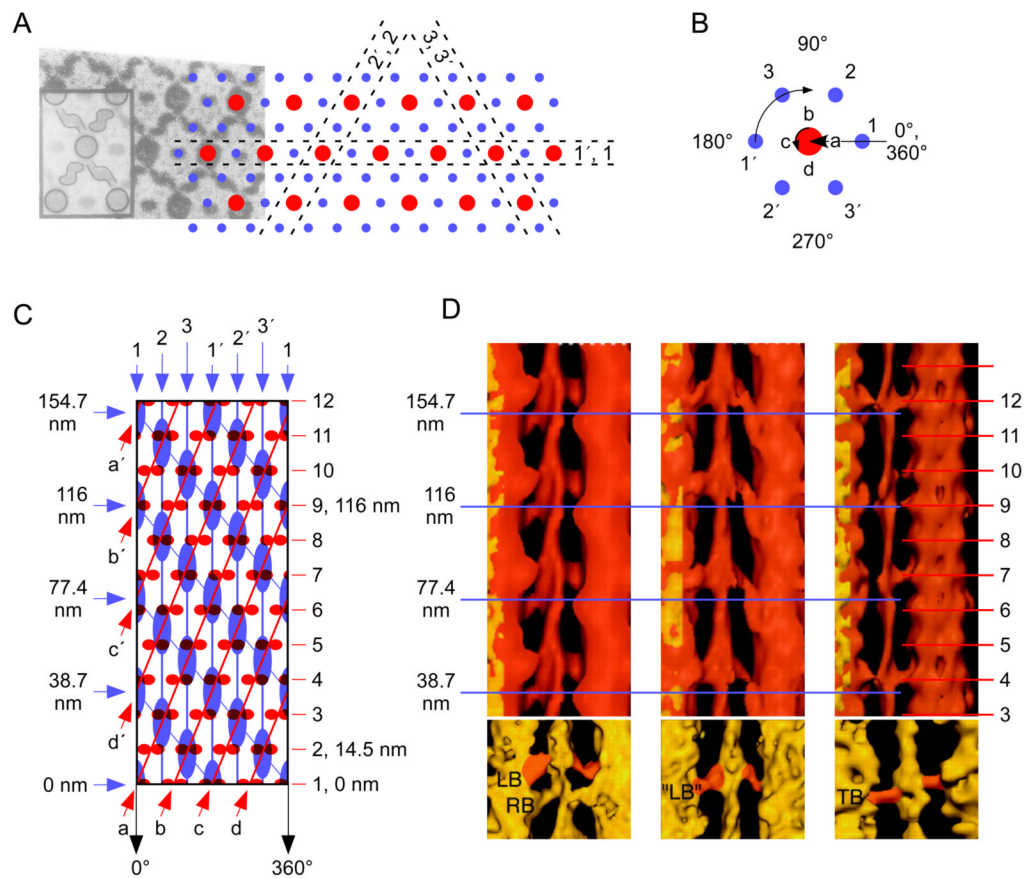 A
2′, 2
3, 3′
1′, 1
B
90°
3
2
b
1
0°,
360°
180°
c
a
1′
d
2′
3′
270°
C
1
2
3
1′
2′
3′
1
154.7
nm
116
nm
77.4
nm
38.7
nm
0 nm
a′
b′
c′
d′
a
b
c
d
0°
360°
12
11
10
9, 116 nm
8
7
6
5
4
3
2, 14.5 nm
1, 0 nm
D
154.7
nm
116
nm
77.4
nm
38.7
nm
12
11
10
9
8
7
6
5
4
3
LB
RB
"LB"
TB